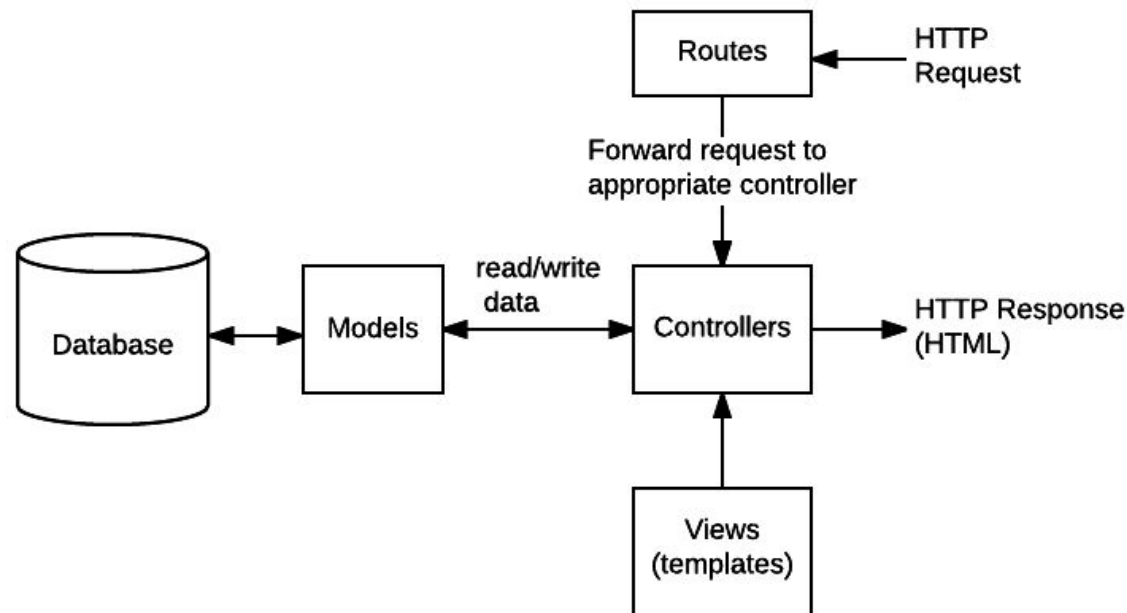 Routes
HTTP
Request
Forward request to
appropriate controller
read/write
data
Database
Models
Controllers
HTTP Response
(HTML)
Views
(templates)